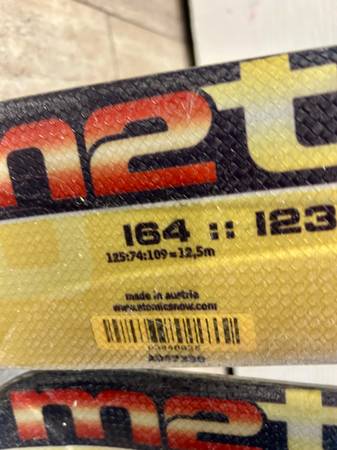 m2t
164 :: 123
125:74:109=12,5m
made in austria
www.atomicsnow.com
m2t